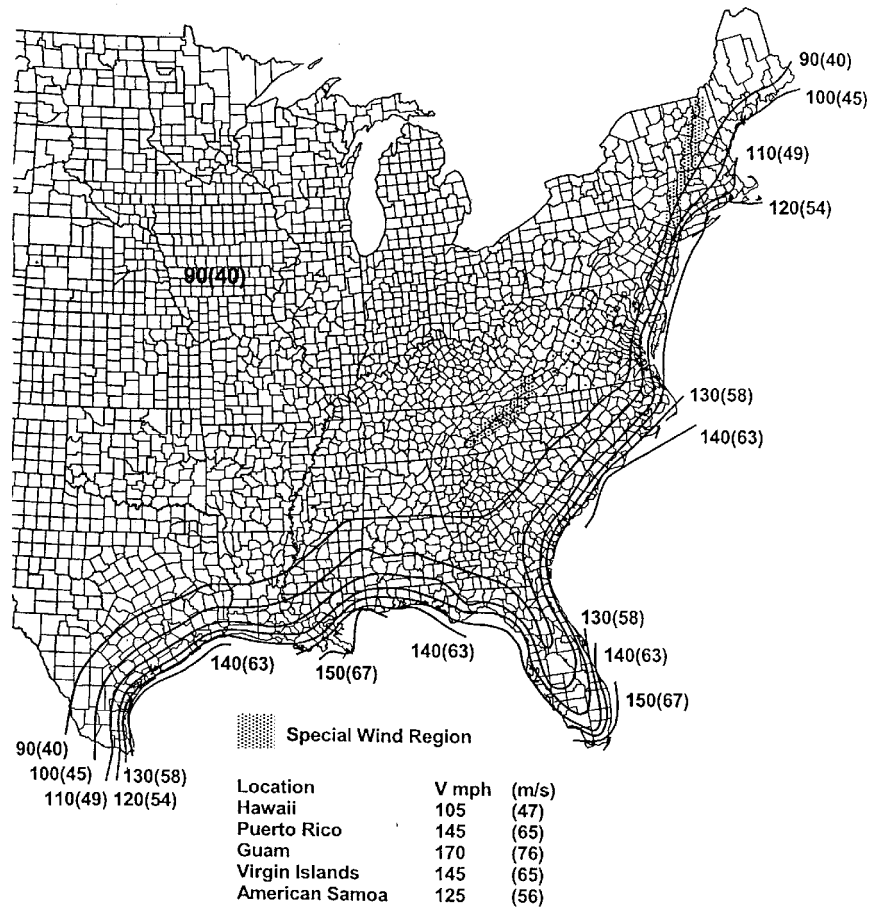 90(40)
100(45)
110(49)
120(54)
90(40)
130(58)
140(63)
130(58)
140(63)
140(63)
140(63)
150(67)
150(67)
Special Wind Region
90(40)
100(45) 130(58)
110(49) 120(54)
Location V mph (m/s)
Hawaii 105 (47)
Puerto Rico 145 (65)
Guam 170 (76)
Virgin Islands 145 (65)
American Samoa 125 (56)